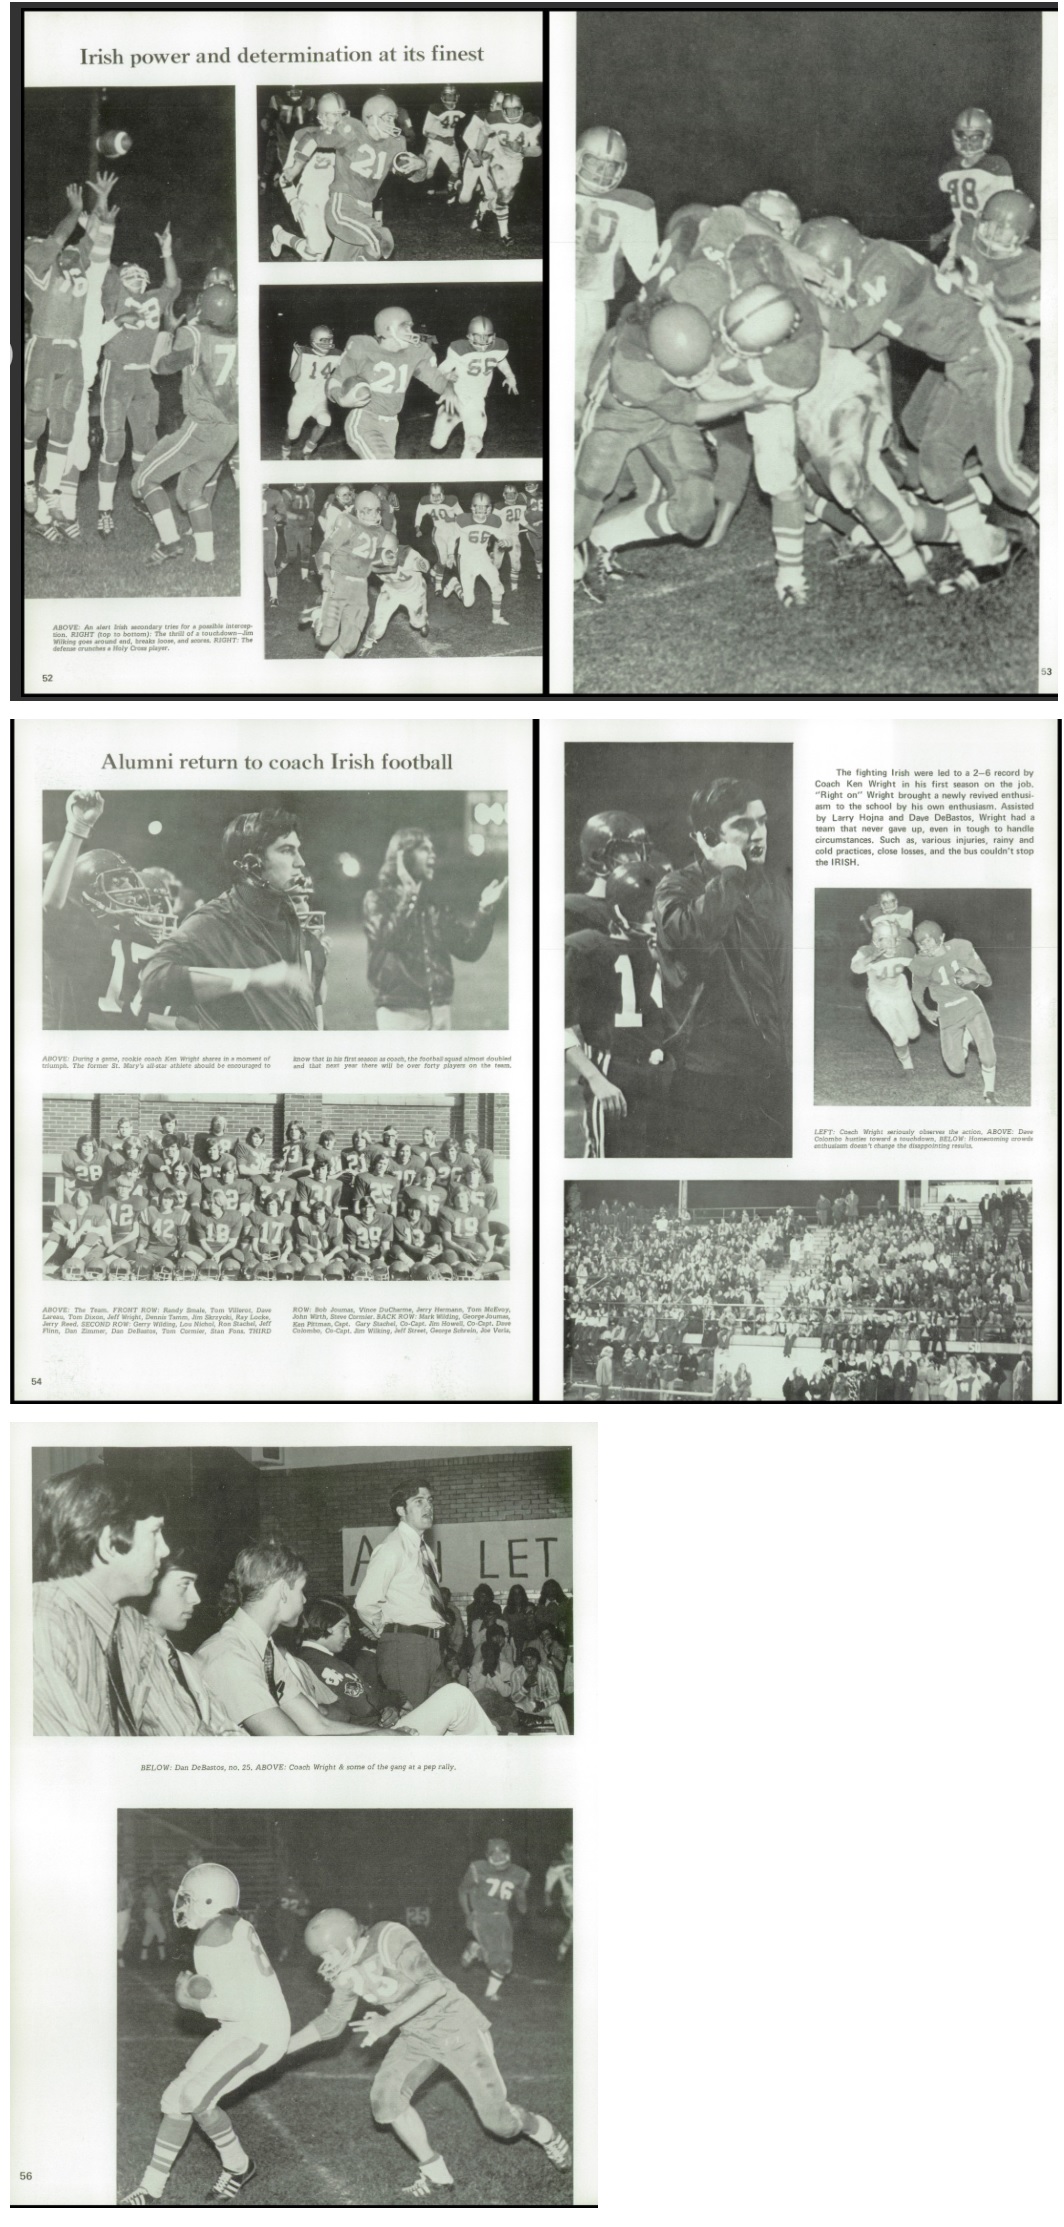 Irish power and determination at its finest
ABOVE: An alert Irish secondary tries for a possible intercep-
tion. RIGHT (top to bottom): The thrill of a touchdown—Jim
Wilking goes around end, breaks loose, and scores. RIGHT: The
defense crunches a Holy Cross player.
52
53
Alumni return to coach Irish football
ABOVE: During a game, rookie coach Ken Wright shares in a moment of
triumph. The former St. Mary's all-star athlete should be encouraged to
know that in his first season as coach, the football squad almost doubled
and that next year there will be over forty players on the team.
ABOVE: The Team. FRONT ROW: Randy Smale, Tom Villeros, Dave
Lareau, Tom Dixon, Jeff Wright, Dennis Tamm, Jim Skrzycki, Ray Locke,
Jerry Reed. SECOND ROW: Gerry Wilding, Lou Nichol, Ron Stachel, Jeff
Flinn, Dan Zimmer, Dan DeBastos, Tom Cormier, Stan Pons. THIRD
ROW: Bob Joumas, Vince DuCharme, Jerry Hermann, Tom McEvoy,
John Wirth, Steve Cormier. BACK ROW: Mark Wilding, George Joumas,
Ken Pittman, Capt. Gary Stachel, Co-Capt. Jim Howell, Co-Capt. Dave
Colombo, Co-Capt. Jim Wilking, Jeff Street, George Schrein, Joe Verla,
54
The fighting Irish were led to a 2–6 record by
Coach Ken Wright in his first season on the job.
"Right on" Wright brought a newly revived enthusi-
asm to the school by his own enthusiasm. Assisted
by Larry Hojna and Dave DeBastos, Wright had a
team that never gave up, even in tough to handle
circumstances. Such as, various injuries, rainy and
cold practices, close losses, and the bus couldn't stop
the IRISH.
LEFT: Coach Wright seriously observes the action, ABOVE: Dave
Colombo hustles toward a touchdown, BELOW: Homecoming crowds
enthusiasm doesn't change the disappointing results.
LET
BELOW: Dan DeBastos, no. 25, ABOVE: Coach Wright & some of the gang at a pep rally.
76
56